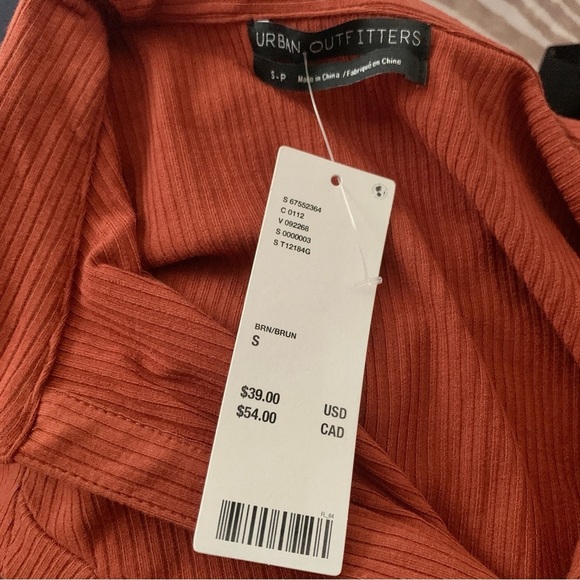 URBAN OUTFITTERS
S-P Made in China / Fabriqué en Chine
S 67552364
C 0112
V 092268
S 0000003
S T12184G
BRN/BRUN
S
$39.00 USD
$54.00 CAD
FL_64